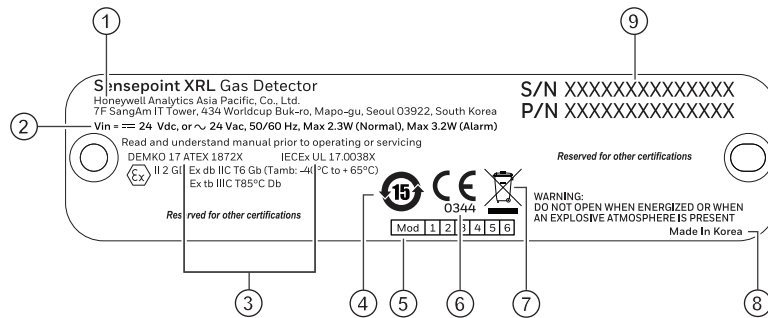 1
9
Sensepoint XRL Gas Detector
Honeywell Analytics Asia Pacific, Co., Ltd.
7F SangAm IT Tower, 434 Worldcup Buk-ro, Mapo-gu, Seoul 03922, South Korea
S/N XXXXXXXXXXXXXX
P/N XXXXXXXXXXXXXX
2
Vin = ⎓ 24 Vdc, or ∿ 24 Vac, 50/60 Hz, Max 2.3W (Normal), Max 3.2W (Alarm)
Read and understand manual prior to operating or servicing
DEMKO 17 ATEX 1872X IECEx UL 17.0038X
Ex II 2 GD Ex db IIC T6 Gb (Tamb: -40°C to + 65°C)
Ex tb IIIC T85°C Db
Reserved for other certifications
Reserved for other certifications
15
CE
0344
Mod 1 2 3 4 5 6
WARNING:
DO NOT OPEN WHEN ENERGIZED OR WHEN
AN EXPLOSIVE ATMOSPHERE IS PRESENT
Made In Korea
3
4
5
6
7
8